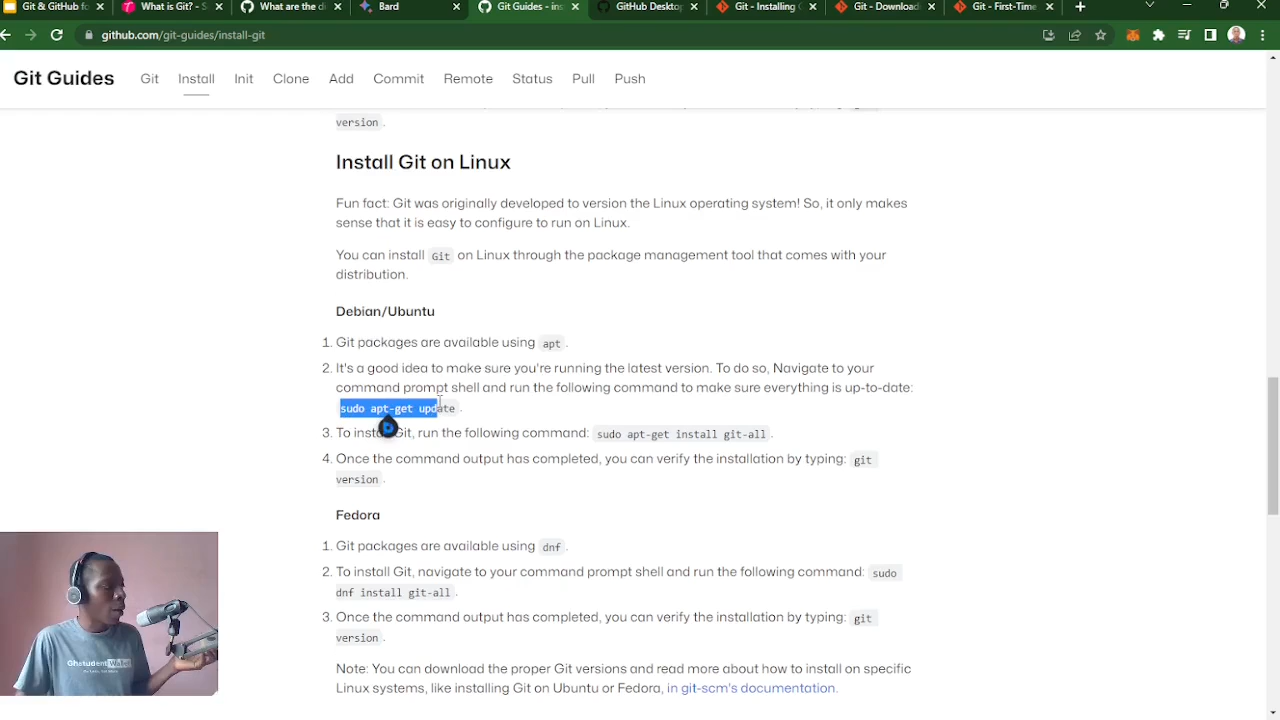 Git & GitHub fo
What is Git? - S
What are the di
Bard
Git Guides - ins
GitHub Desktop
Git - Installing G
Git - Downloadi
Git - First-Time
github.com/git-guides/install-git
Git Guides Git Install Init Clone Add Commit Remote Status Pull Push
version.
Install Git on Linux
Fun fact: Git was originally developed to version the Linux operating system! So, it only makes
sense that it is easy to configure to run on Linux.
You can install Git on Linux through the package management tool that comes with your
distribution.
Debian/Ubuntu
1. Git packages are available using apt.
2. It's a good idea to make sure you're running the latest version. To do so, Navigate to your
command prompt shell and run the following command to make sure everything is up-to-date:
sudo apt-get update.
3. To install Git, run the following command: sudo apt-get install git-all.
4. Once the command output has completed, you can verify the installation by typing: git
version.
Fedora
1. Git packages are available using dnf.
2. To install Git, navigate to your command prompt shell and run the following command: sudo
dnf install git-all.
3. Once the command output has completed, you can verify the installation by typing: git
version.
Note: You can download the proper Git versions and read more about how to install on specific
Linux systems, like installing Git on Ubuntu or Fedora, in git-scm's documentation.